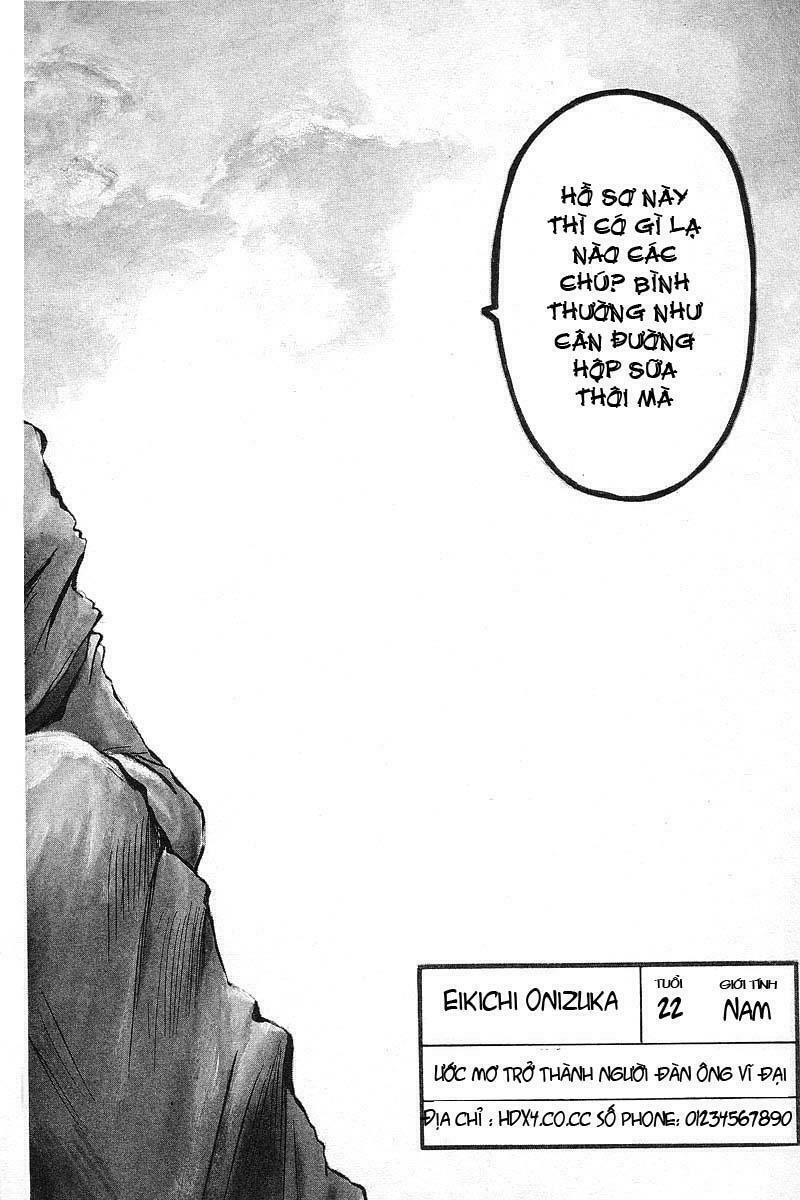 HỒ SƠ NÀY
THÌ CÓ GÌ LẠ
NÀO CÁC
CHÚ? BÌNH
THƯỜNG NHƯ
CÂN ĐƯỜNG
HỘP SỮA
THÔI MÀ
EIKICHI ONIZUKA
TUỔI
22
GIỚI TÍNH
NAM
ƯỚC MƠ TRỞ THÀNH NGƯỜI ĐÀN ÔNG VĨ ĐẠI
ĐỊA CHỈ : HDX4.CO.CC SỐ PHONE: 01234567890